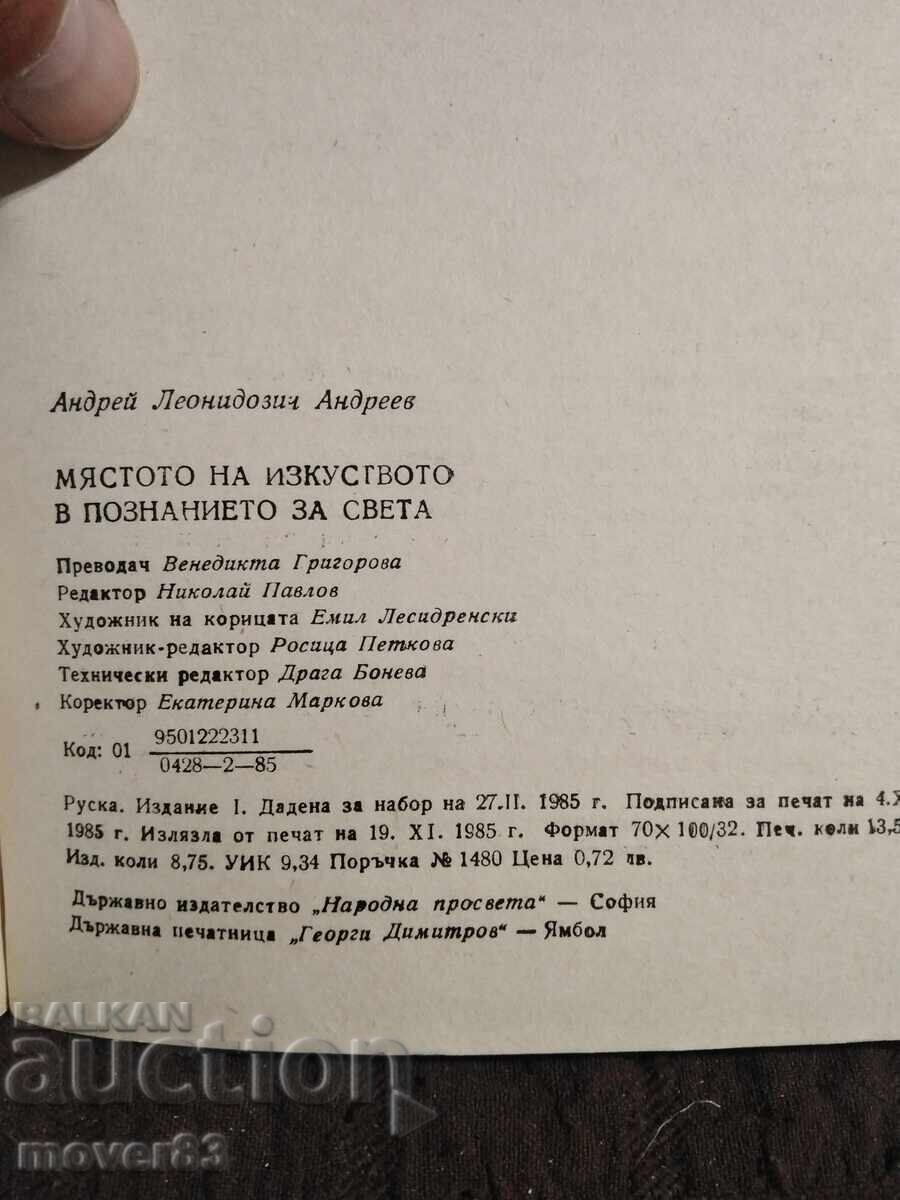 Андрей Леонидозич Андреев
МЯСТОТО НА ИЗКУСТВОТО
В ПОЗНАНИЕТО ЗА СВЕТА
Преводач Венедикта Григорова
Редактор Николай Павлов
Художник на корицата Емил Лесидренски
Художник-редактор Росица Петкова
Технически редактор Драга Бонева
Коректор Екатерина Маркова
Код: 01 9501222311
0428—2—85
Руска. Издание I. Дадена за набор на 27.II. 1985 г. Подписана за печат на 4.X
1985 г. Излязла от печат на 19. XI. 1985 г. Формат 70×100/32. Печ. коли 13,5
Изд. коли 8,75. УИК 9,34 Поръчка № 1480 Цена 0,72 лв.
Държавно издателство „Народна просвета“ — София
Държавна печатница „Георги Димитров“ — Ямбол
BALKAN
auction
mover83